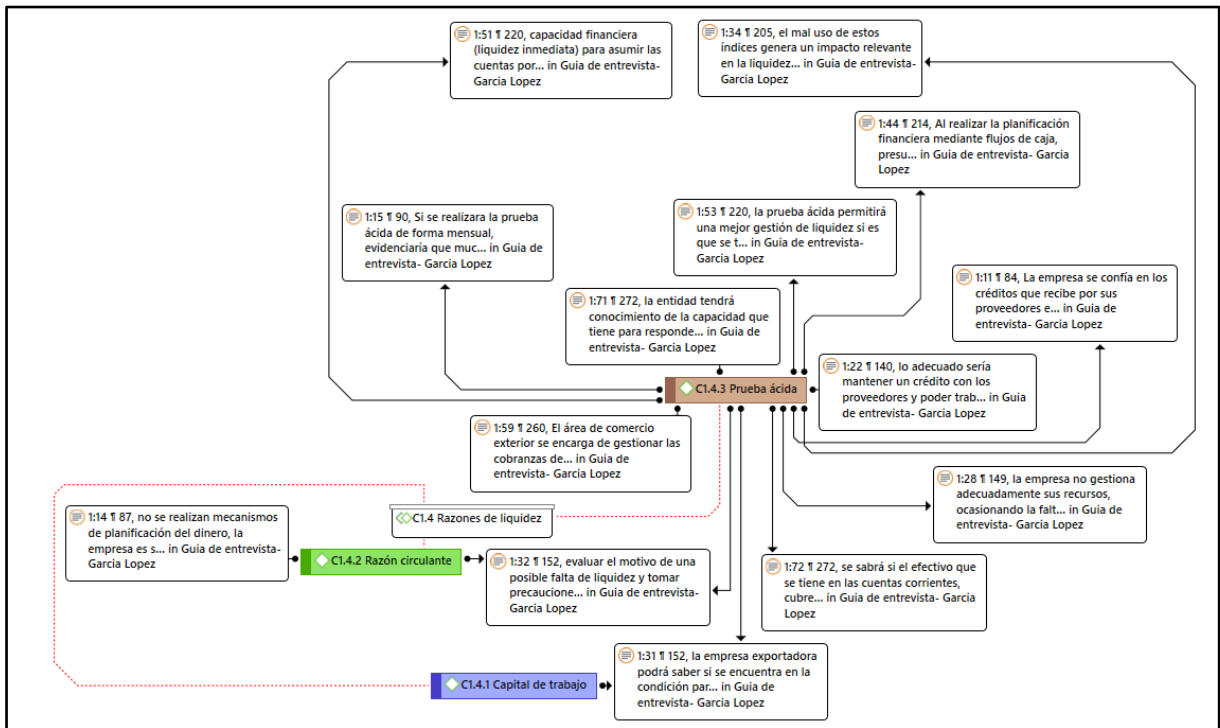 1:51 ¶ 220, capacidad financiera
(liquidez inmediata) para asumir las
cuentas por... in Guia de entrevista-
Garcia Lopez
1:34 ¶ 205, el mal uso de estos
índices genera un impacto relevante
en la liquidez... in Guia de entrevista-
Garcia Lopez
1:44 ¶ 214, Al realizar la planificación
financiera mediante flujos de caja,
presu... in Guia de entrevista- Garcia
Lopez
1:15 ¶ 90, Si se realizara la prueba
ácida de forma mensual,
evidenciaría que muc... in Guia de
entrevista- Garcia Lopez
1:53 ¶ 220, la prueba ácida permitirá
una mejor gestión de liquidez si es
que se t... in Guia de entrevista-
Garcia Lopez
1:11 ¶ 84, La empresa se confía en los
créditos que recibe por sus
proveedores e... in Guia de
entrevista- Garcia Lopez
1:71 ¶ 272, la entidad tendrá
conocimiento de la capacidad que
tiene para responde... in Guia de
entrevista- Garcia Lopez
1:22 ¶ 140, lo adecuado sería
mantener un crédito con los
proveedores y poder trab... in Guia
de entrevista- Garcia Lopez
C1.4.3 Prueba ácida
1:59 ¶ 260, El área de comercio
exterior se encarga de gestionar las
cobranzas de... in Guia de
entrevista- Garcia Lopez
1:28 ¶ 149, la empresa no gestiona
adecuadamente sus recursos,
ocasionando la falt... in Guia de
entrevista- Garcia Lopez
1:14 ¶ 87, no se realizan mecanismos
de planificación del dinero, la
empresa es s... in Guia de entrevista-
Garcia Lopez
C1.4 Razones de liquidez
C1.4.2 Razón circulante
1:32 ¶ 152, evaluar el motivo de una
posible falta de liquidez y tomar
precaucione... in Guia de entrevista-
Garcia Lopez
1:72 ¶ 272, se sabrá si el efectivo que
se tiene en las cuentas corrientes,
cubre... in Guia de entrevista- Garcia
Lopez
1:31 ¶ 152, la empresa exportadora
podrá saber si se encuentra en la
condición par... in Guia de
entrevista- Garcia Lopez
C1.4.1 Capital de trabajo